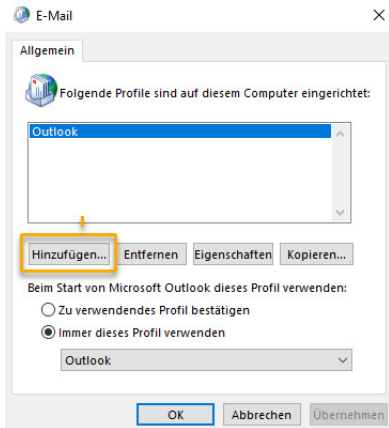 E-Mail
Allgemein
Folgende Profile sind auf diesem Computer eingerichtet:
Outlook
Hinzufügen... Entfernen Eigenschaften Kopieren...
Beim Start von Microsoft Outlook dieses Profil verwenden:
Zu verwendendes Profil bestätigen
Immer dieses Profil verwenden
Outlook
OK Abbrechen Übernehmen